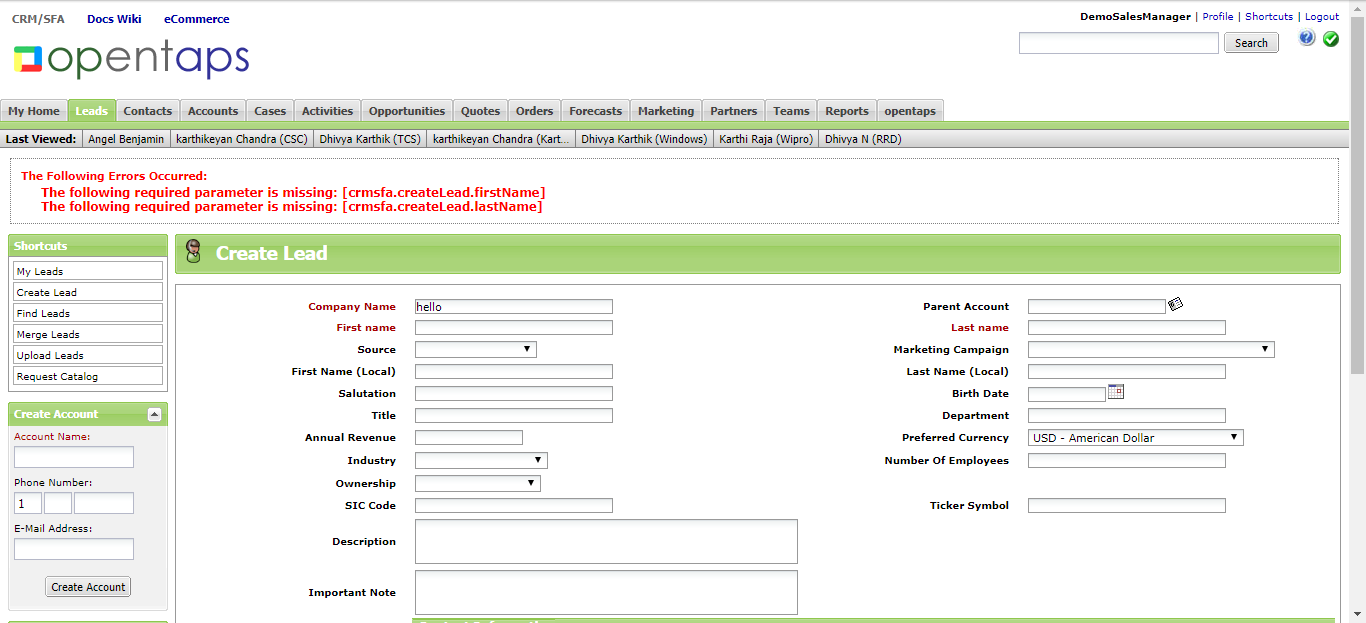 CRM/SFA Docs Wiki eCommerce
DemoSalesManager | Profile | Shortcuts | Logout
opentaps
Search
My Home Leads Contacts Accounts Cases Activities Opportunities Quotes Orders Forecasts Marketing Partners Teams Reports opentaps
Last Viewed: Angel Benjamin karthikeyan Chandra (CSC) Dhivya Karthik (TCS) karthikeyan Chandra (Kart... Dhivya Karthik (Windows) Karthi Raja (Wipro) Dhivya N (RRD)
The Following Errors Occurred:
The following required parameter is missing: [crmsfa.createLead.firstName]
The following required parameter is missing: [crmsfa.createLead.lastName]
Shortcuts
My Leads
Create Lead
Find Leads
Merge Leads
Upload Leads
Request Catalog
Create Account
Account Name:
Phone Number:
1
E-Mail Address:
Create Account
Create Lead
Company Name hello Parent Account
First name Last name
Source Marketing Campaign
First Name (Local) Last Name (Local)
Salutation Birth Date
Title Department
Annual Revenue Preferred Currency USD - American Dollar
Industry Number Of Employees
Ownership
SIC Code Ticker Symbol
Description
Important Note